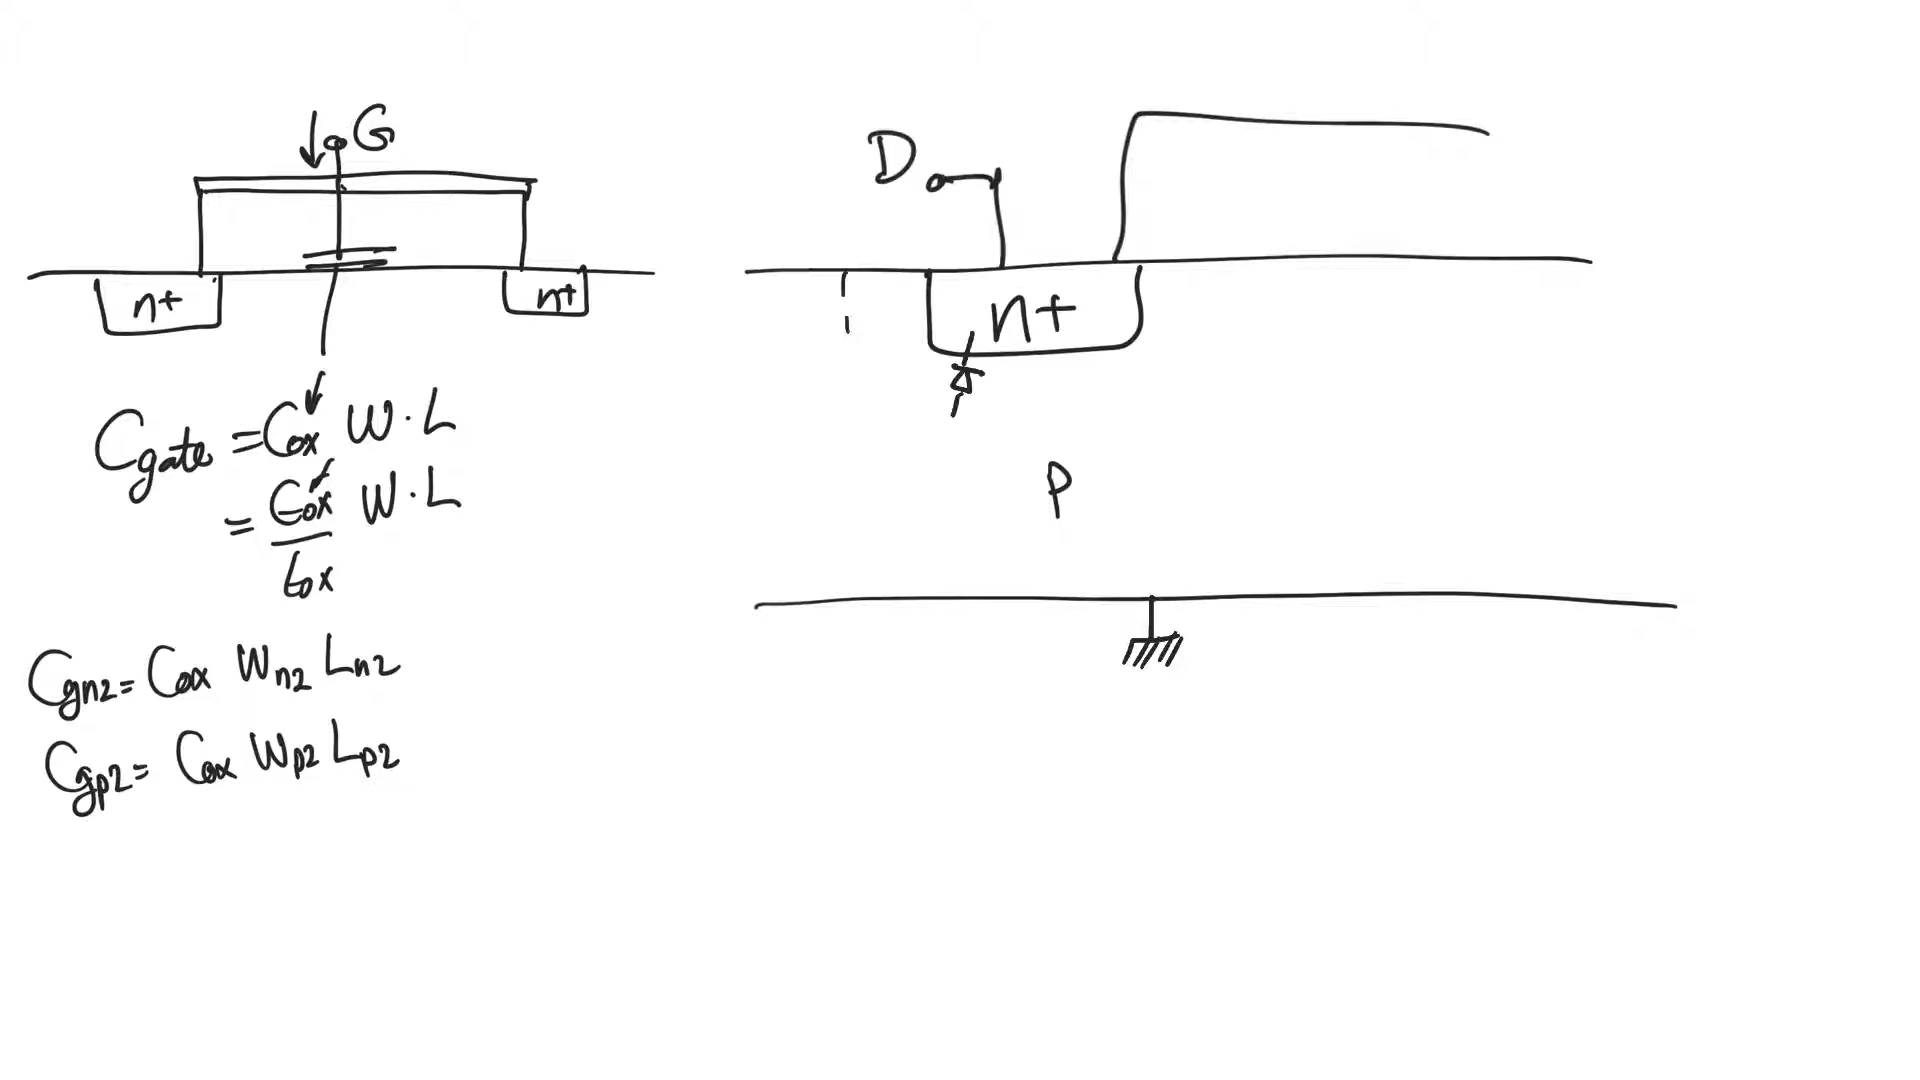 G
n+
n+
Cgate = Cox W · L
= εox/tox W · L
Cgn2 = Cox Wn2 Ln2
Cgp2 = Cox Wp2 Lp2
D
n+
P